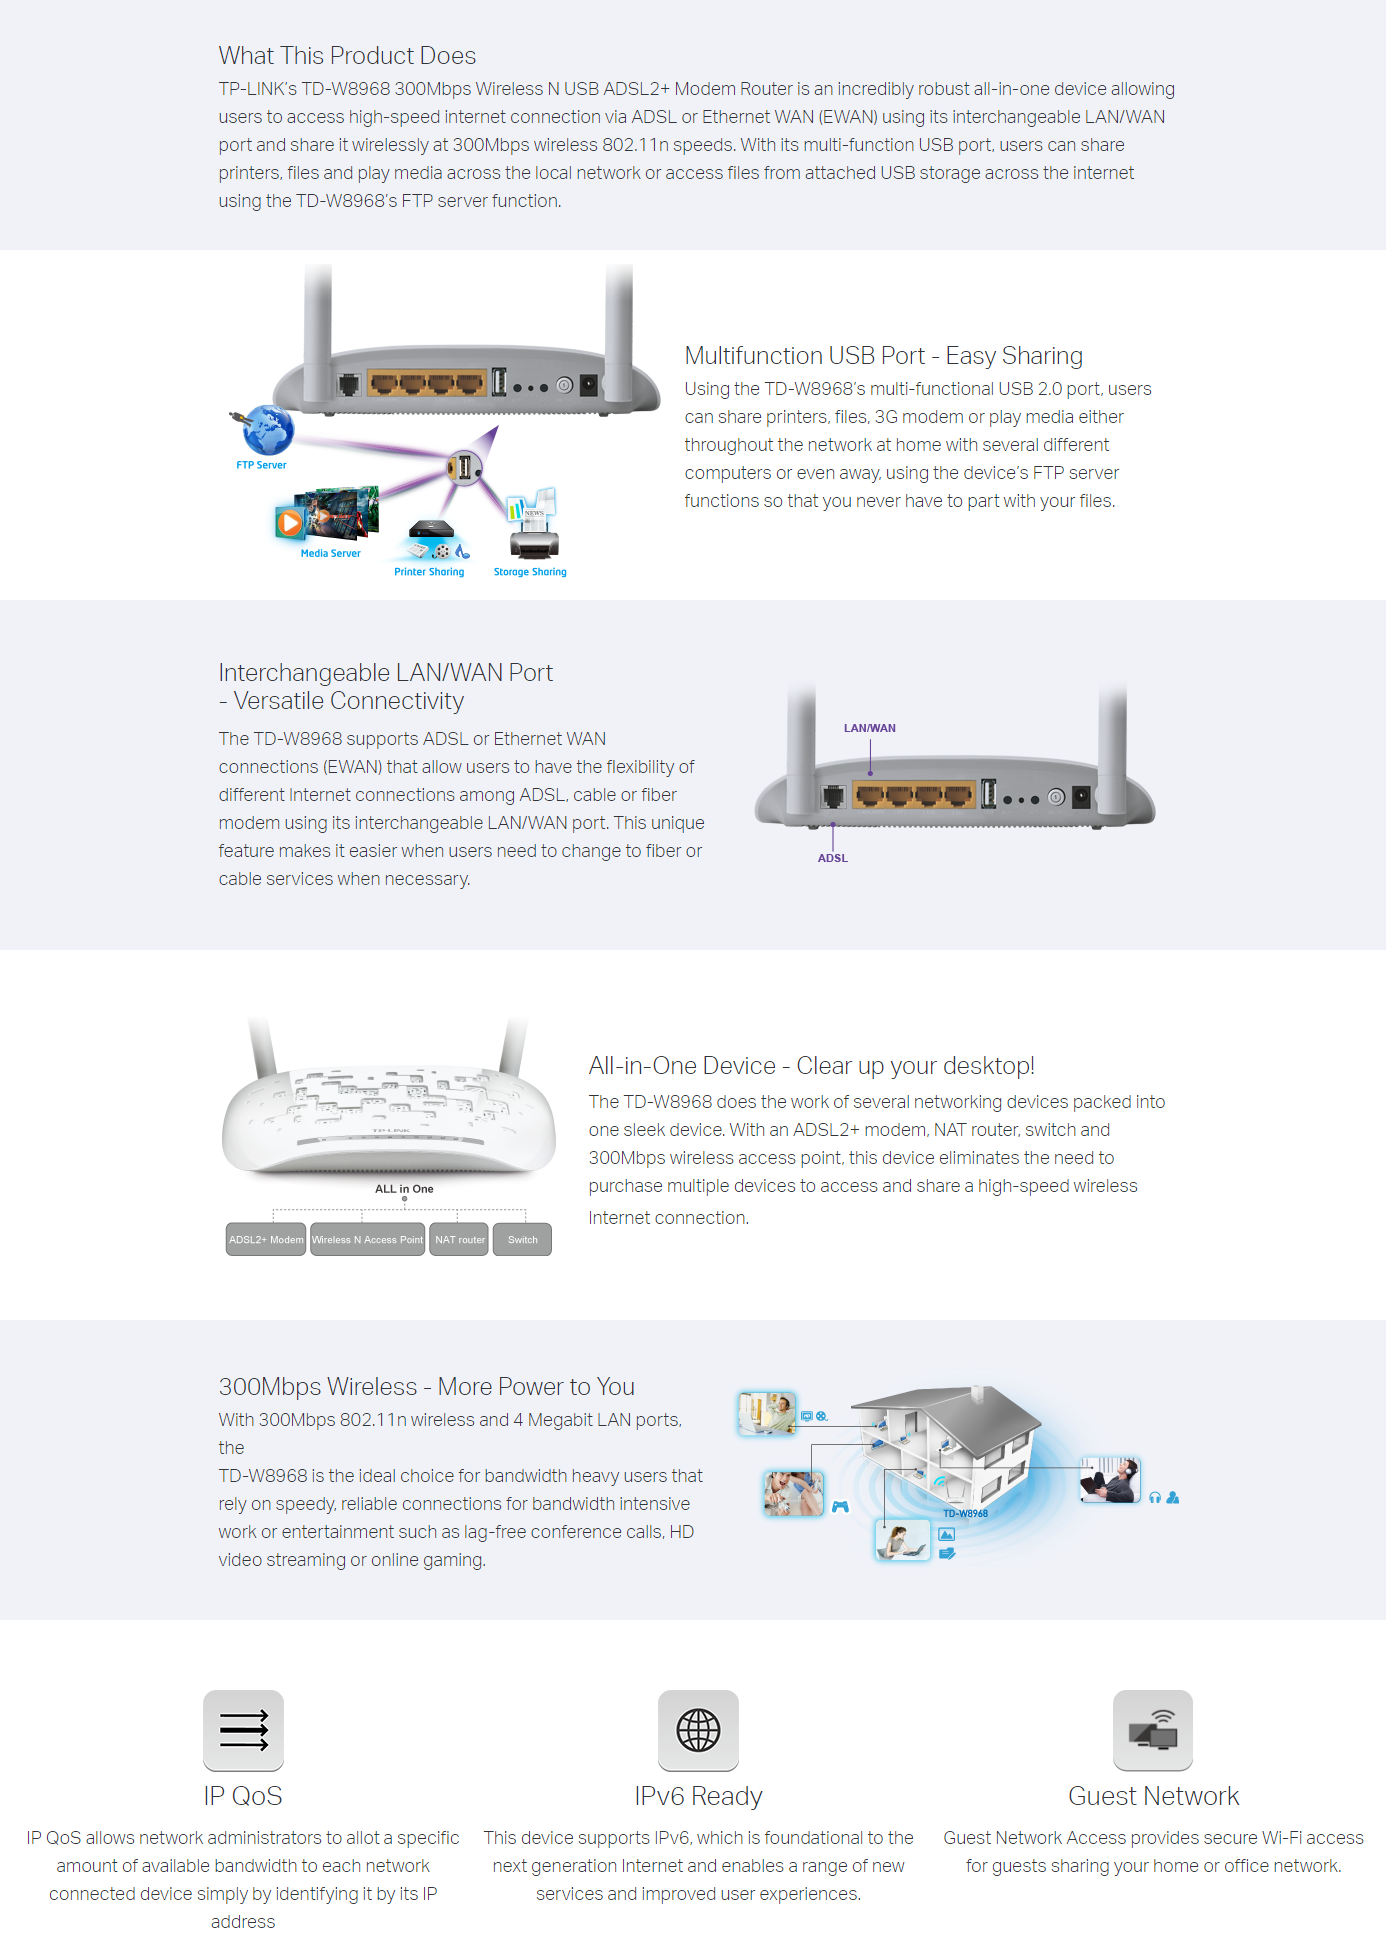 What This Product Does
TP-LINK's TD-W8968 300Mbps Wireless N USB ADSL2+ Modem Router is an incredibly robust all-in-one device allowing
users to access high-speed internet connection via ADSL or Ethernet WAN (EWAN) using its interchangeable LAN/WAN
port and share it wirelessly at 300Mbps wireless 802.11n speeds. With its multi-function USB port, users can share
printers, files and play media across the local network or access files from attached USB storage across the internet
using the TD-W8968's FTP server function.
Multifunction USB Port - Easy Sharing
Using the TD-W8968's multi-functional USB 2.0 port, users
can share printers, files, 3G modem or play media either
throughout the network at home with several different
computers or even away, using the device's FTP server
functions so that you never have to part with your files.
FTP Server
NEWS
Media Server
Printer Sharing
Storage Sharing
Interchangeable LAN/WAN Port
- Versatile Connectivity
The TD-W8968 supports ADSL or Ethernet WAN
connections (EWAN) that allow users to have the flexibility of
different Internet connections among ADSL, cable or fiber
modem using its interchangeable LAN/WAN port. This unique
feature makes it easier when users need to change to fiber or
cable services when necessary.
LAN/WAN
ADSL
All-in-One Device - Clear up your desktop!
The TD-W8968 does the work of several networking devices packed into
one sleek device. With an ADSL2+ modem, NAT router, switch and
300Mbps wireless access point, this device eliminates the need to
purchase multiple devices to access and share a high-speed wireless
Internet connection.
TP-LINK
ALL in One
ADSL2+ Modem
Wireless N Access Point
NAT router
Switch
300Mbps Wireless - More Power to You
With 300Mbps 802.11n wireless and 4 Megabit LAN ports,
the
TD-W8968 is the ideal choice for bandwidth heavy users that
rely on speedy, reliable connections for bandwidth intensive
work or entertainment such as lag-free conference calls, HD
video streaming or online gaming.
TD-W8968
IP QoS
IP QoS allows network administrators to allot a specific
amount of available bandwidth to each network
connected device simply by identifying it by its IP
address
IPv6 Ready
This device supports IPv6, which is foundational to the
next generation Internet and enables a range of new
services and improved user experiences.
Guest Network
Guest Network Access provides secure Wi-Fi access
for guests sharing your home or office network.